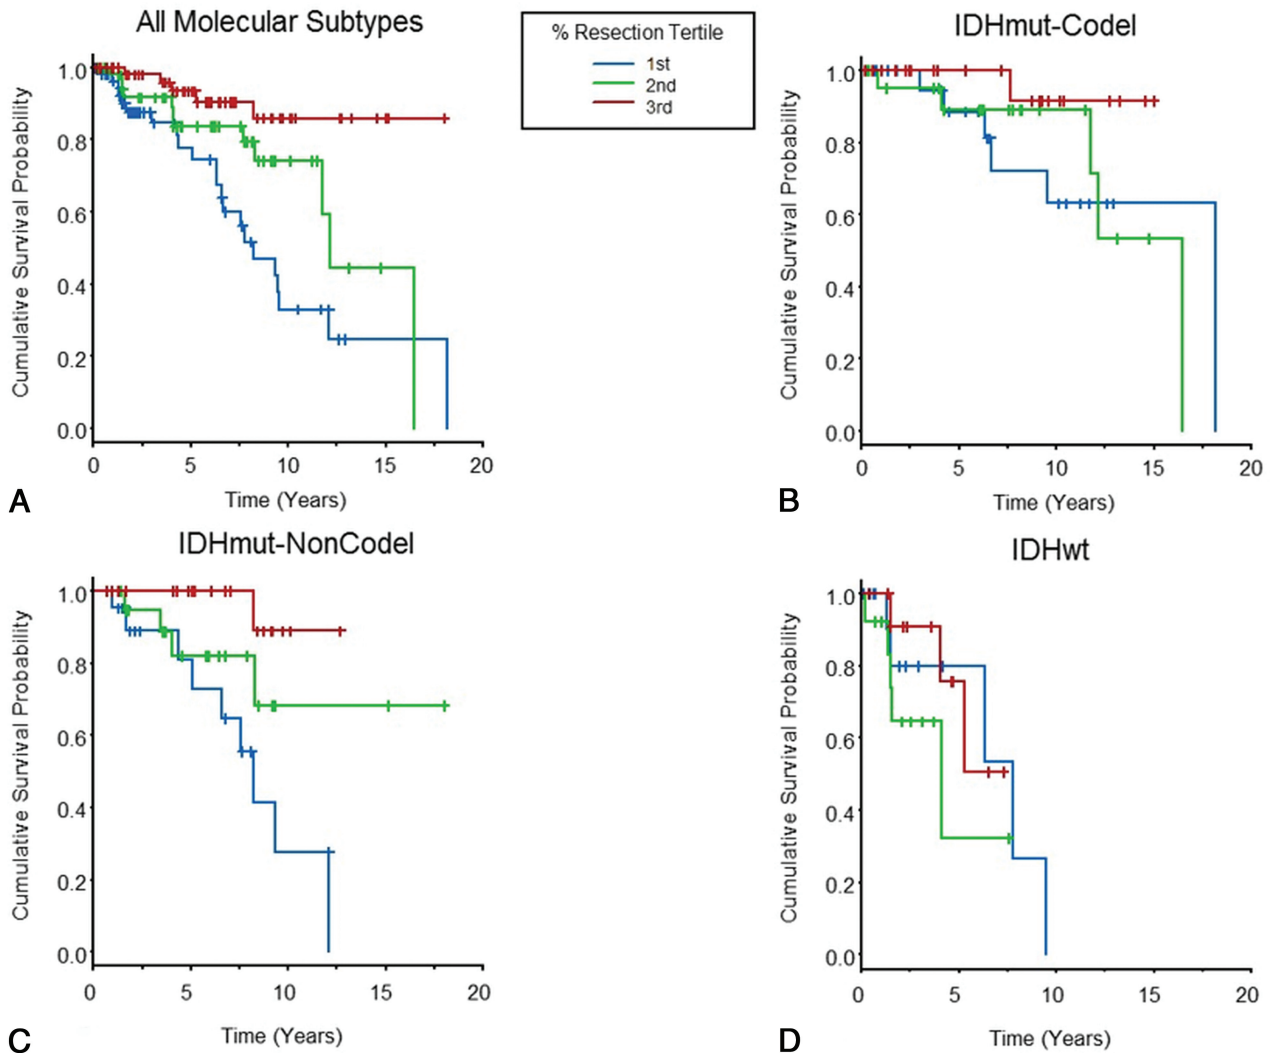 All Molecular Subtypes
Cumulative Survival Probability
1.0
0.8
0.6
0.4
0.2
0.0
0 5 10 15 20
Time (Years)
A
% Resection Tertile
1st
2nd
3rd
IDHmut-Codel
Cumulative Survival Probability
1.0
0.8
0.6
0.4
0.2
0.0
0 5 10 15 20
Time (Years)
B
IDHmut-NonCodel
Cumulative Survival Probability
1.0
0.8
0.6
0.4
0.2
0.0
0 5 10 15 20
Time (Years)
C
IDHwt
Cumulative Survival Probability
1.0
0.8
0.6
0.4
0.2
0.0
0 5 10 15 20
Time (Years)
D